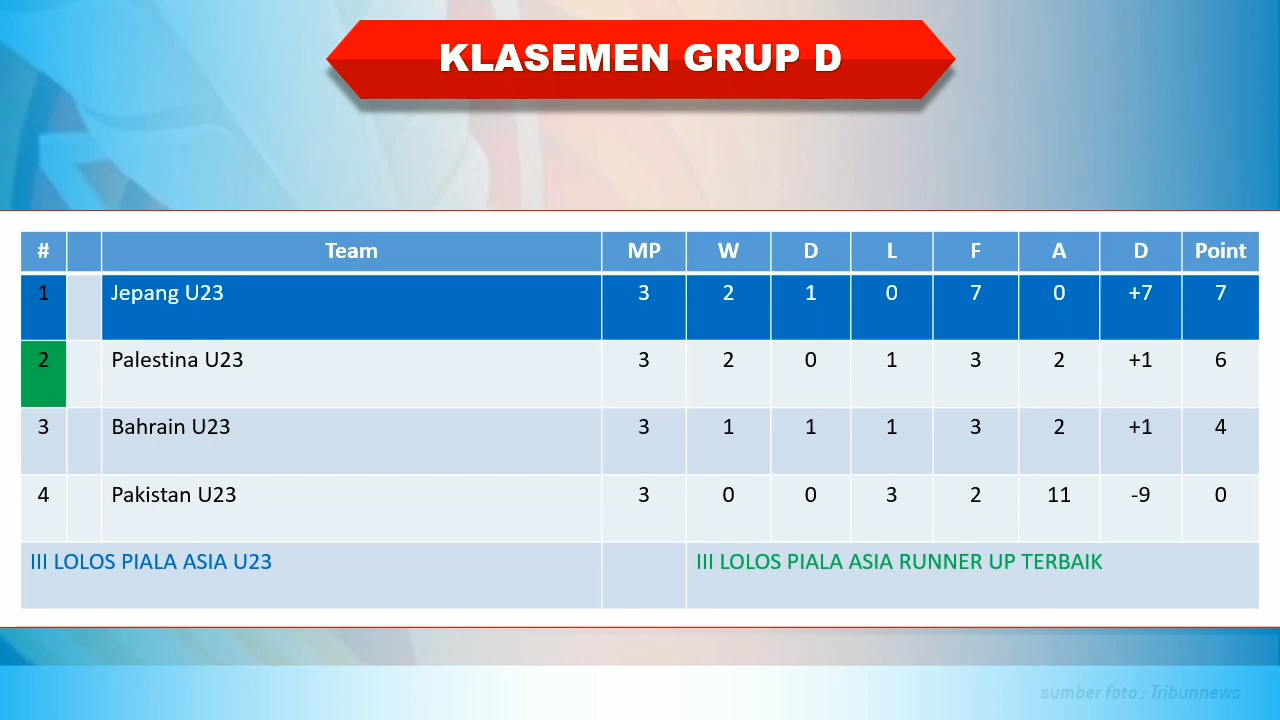 KLASEMEN GRUP D
# Team MP W D L F A D Point
1 Jepang U23 3 2 1 0 7 0 +7 7
2 Palestina U23 3 2 0 1 3 2 +1 6
3 Bahrain U23 3 1 1 1 3 2 +1 4
4 Pakistan U23 3 0 0 3 2 11 -9 0
III LOLOS PIALA ASIA U23 III LOLOS PIALA ASIA RUNNER UP TERBAIK
sumber foto : Tribunnews